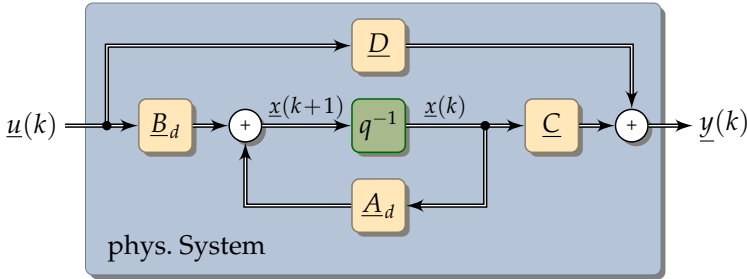 D
u(k) B_d + x(k+1) q⁻¹ x(k) C + y(k)
A_d
phys. System